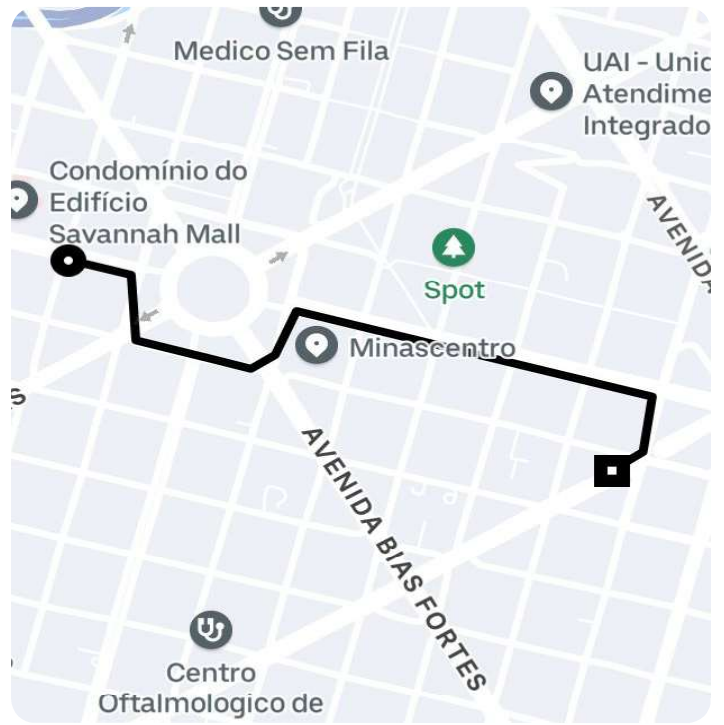 Medico Sem Fila
UAI - Unid
Atendime
Integrado
Condomínio do
Edifício
Savannah Mall
AVENIDA
Spot
Minascentro
S
AVENIDA BIAS FORTES
Centro
Oftalmologico de